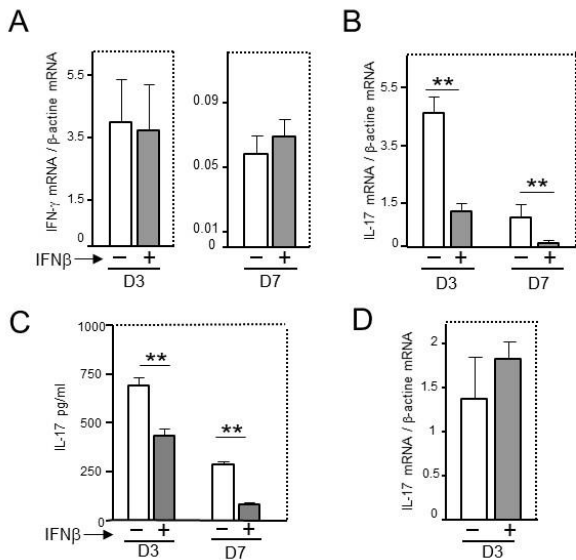 A
IFN-γ mRNA / β-actine mRNA
5.5
3.5
1.5
0
0.09
0.05
0.01
0
IFNβ
− +
− +
D3
D7
B
IL-17 mRNA / β-actine mRNA
5.5
3.5
1.5
0
**
**
− +
− +
D3
D7
C
IL-17 pg/ml
1000
750
500
250
0
**
**
IFNβ
− +
− +
D3
D7
D
IL-17 mRNA / β-actine mRNA
2
1.5
1
0.5
0
− +
D3